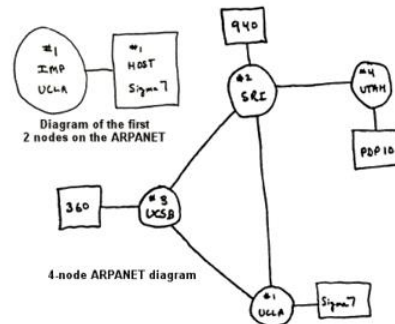 #1
IMP
UCLA
#1
HOST
Sigma 7
Diagram of the first
2 nodes on the ARPANET
940
#2
SRI
#4
UTAH
PDP 10
360
#3
UCSB
4-node ARPANET diagram
#1
UCLA
Sigma 7